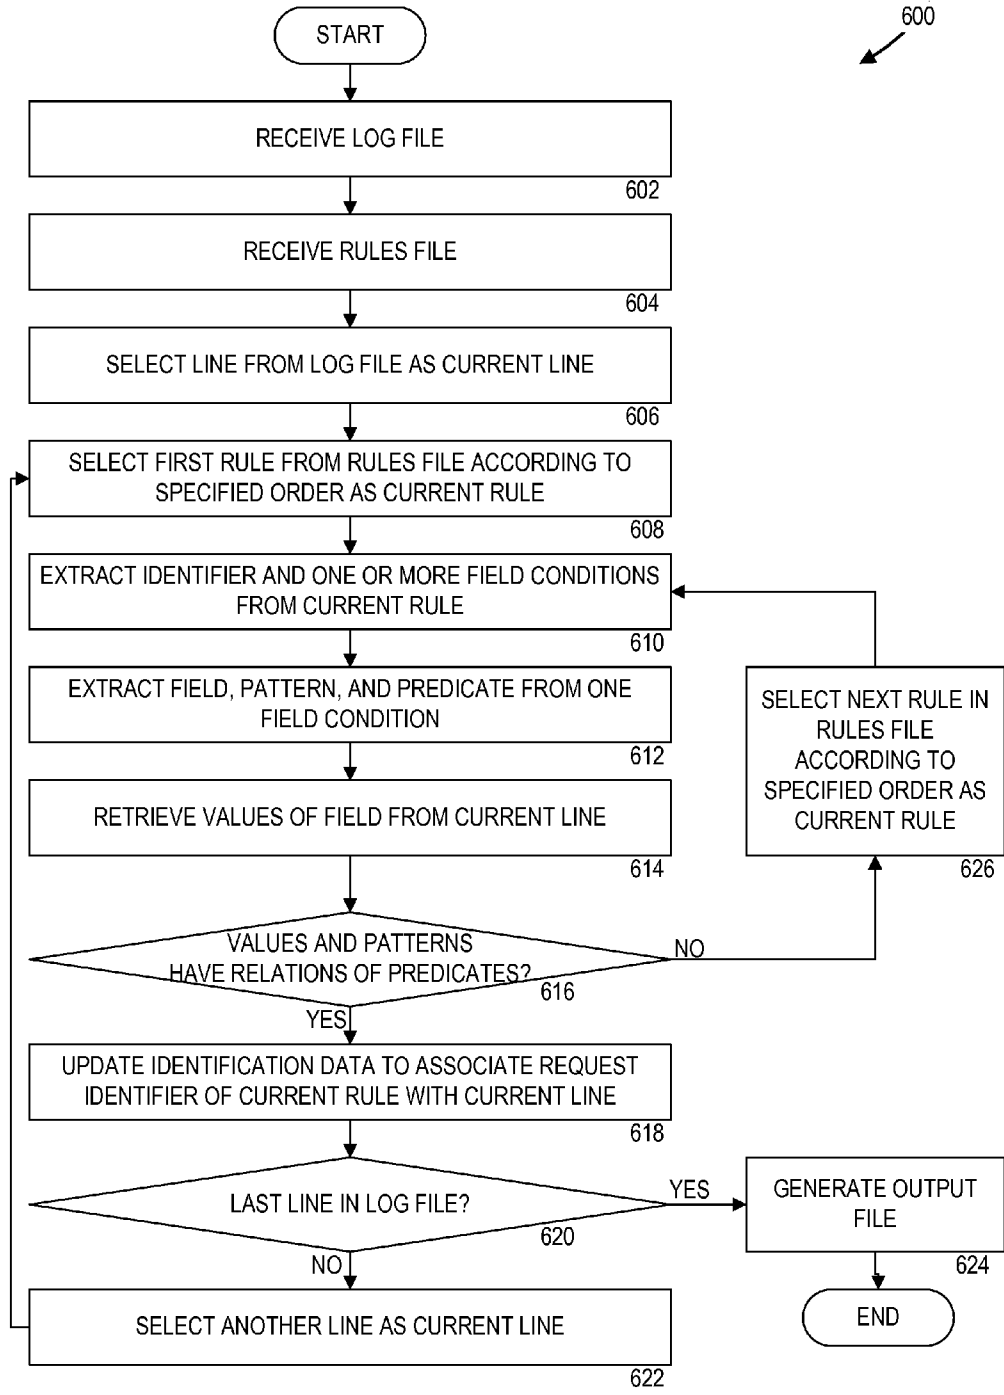 600
START
RECEIVE LOG FILE
602
RECEIVE RULES FILE
604
SELECT LINE FROM LOG FILE AS CURRENT LINE
606
SELECT FIRST RULE FROM RULES FILE ACCORDING TO
SPECIFIED ORDER AS CURRENT RULE
608
EXTRACT IDENTIFIER AND ONE OR MORE FIELD CONDITIONS
FROM CURRENT RULE
610
EXTRACT FIELD, PATTERN, AND PREDICATE FROM ONE
FIELD CONDITION
612
RETRIEVE VALUES OF FIELD FROM CURRENT LINE
614
SELECT NEXT RULE IN
RULES FILE
ACCORDING TO
SPECIFIED ORDER AS
CURRENT RULE
626
VALUES AND PATTERNS
HAVE RELATIONS OF PREDICATES?
616
NO
YES
UPDATE IDENTIFICATION DATA TO ASSOCIATE REQUEST
IDENTIFIER OF CURRENT RULE WITH CURRENT LINE
618
LAST LINE IN LOG FILE?
620
YES
GENERATE OUTPUT
FILE
624
NO
SELECT ANOTHER LINE AS CURRENT LINE
622
END